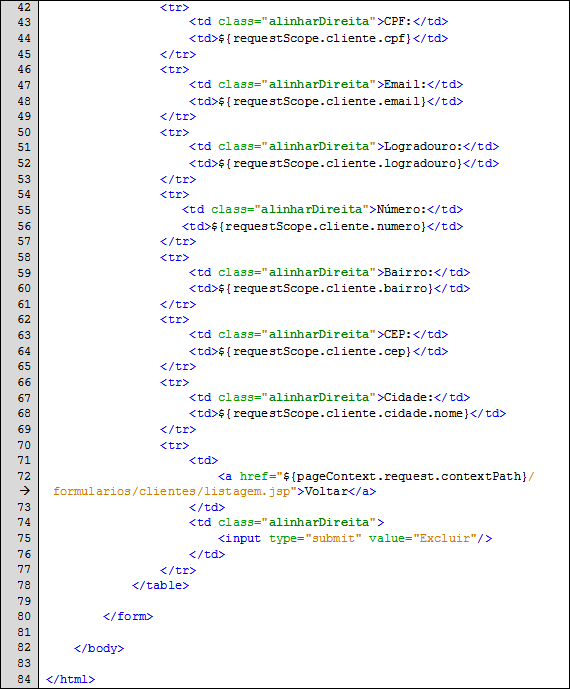 42 <tr>
43 <td class="alinharDireita">CPF:</td>
44 <td>${requestScope.cliente.cpf}</td>
45 </tr>
46 <tr>
47 <td class="alinharDireita">Email:</td>
48 <td>${requestScope.cliente.email}</td>
49 </tr>
50 <tr>
51 <td class="alinharDireita">Logradouro:</td>
52 <td>${requestScope.cliente.logradouro}</td>
53 </tr>
54 <tr>
55 <td class="alinharDireita">Número:</td>
56 <td>${requestScope.cliente.numero}</td>
57 </tr>
58 <tr>
59 <td class="alinharDireita">Bairro:</td>
60 <td>${requestScope.cliente.bairro}</td>
61 </tr>
62 <tr>
63 <td class="alinharDireita">CEP:</td>
64 <td>${requestScope.cliente.cep}</td>
65 </tr>
66 <tr>
67 <td class="alinharDireita">Cidade:</td>
68 <td>${requestScope.cliente.cidade.nome}</td>
69 </tr>
70 <tr>
71 <td>
72 <a href="${pageContext.request.contextPath}/
→ formularios/clientes/listagem.jsp">Voltar</a>
73 </td>
74 <td class="alinharDireita">
75 <input type="submit" value="Excluir"/>
76 </td>
77 </tr>
78 </table>
79
80 </form>
81
82 </body>
83
84 </html>